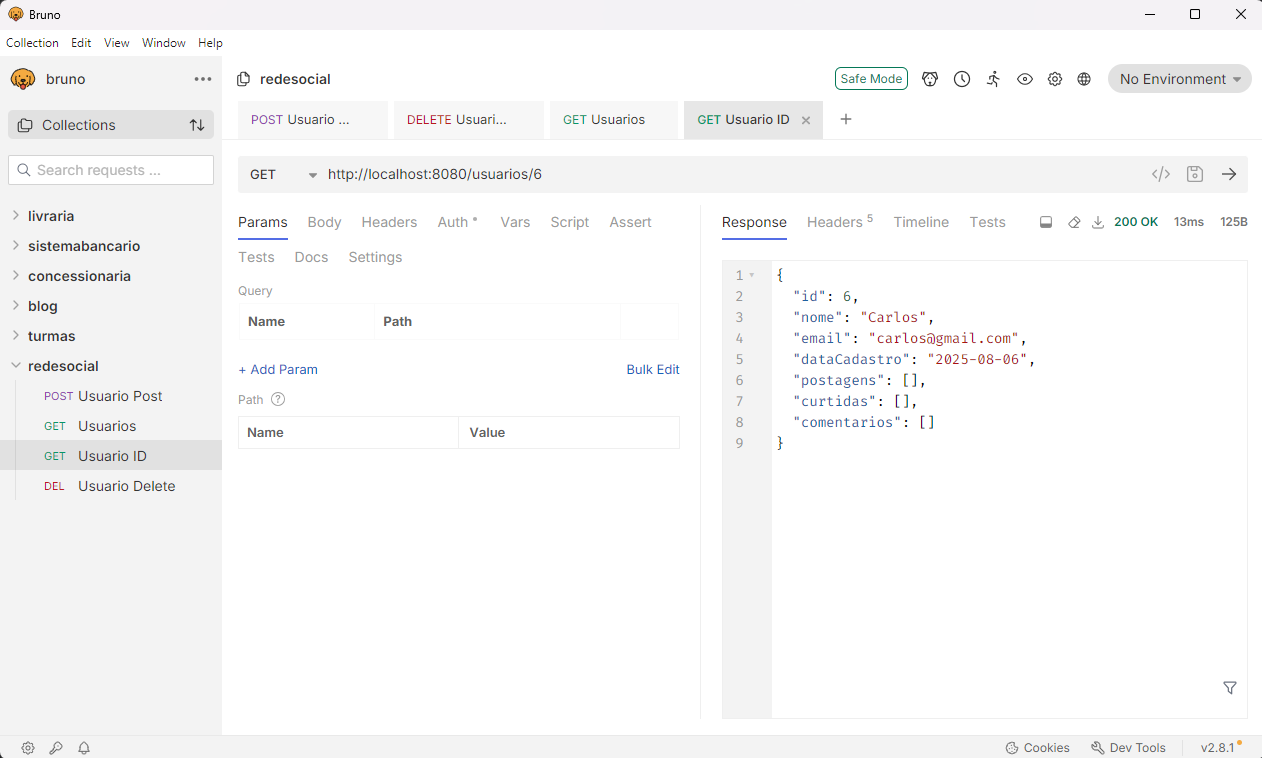 Bruno
Collection Edit View Window Help
bruno
redesocial
Safe Mode
No Environment
Collections
POST Usuario ...
DELETE Usuari...
GET Usuarios
GET Usuario ID
Search requests ...
GET http://localhost:8080/usuarios/6
livraria
sistemabancario
concessionaria
blog
turmas
redesocial
POST Usuario Post
GET Usuarios
GET Usuario ID
DEL Usuario Delete
Params Body Headers Auth * Vars Script Assert
Tests Docs Settings
Query
Name Path
+ Add Param Bulk Edit
Path ?
Name Value
Response Headers 5 Timeline Tests 200 OK 13ms 125B
1 {
2 "id": 6,
3 "nome": "Carlos",
4 "email": "carlos@gmail.com",
5 "dataCadastro": "2025-08-06",
6 "postagens": [],
7 "curtidas": [],
8 "comentarios": []
9 }
Cookies Dev Tools v2.8.1